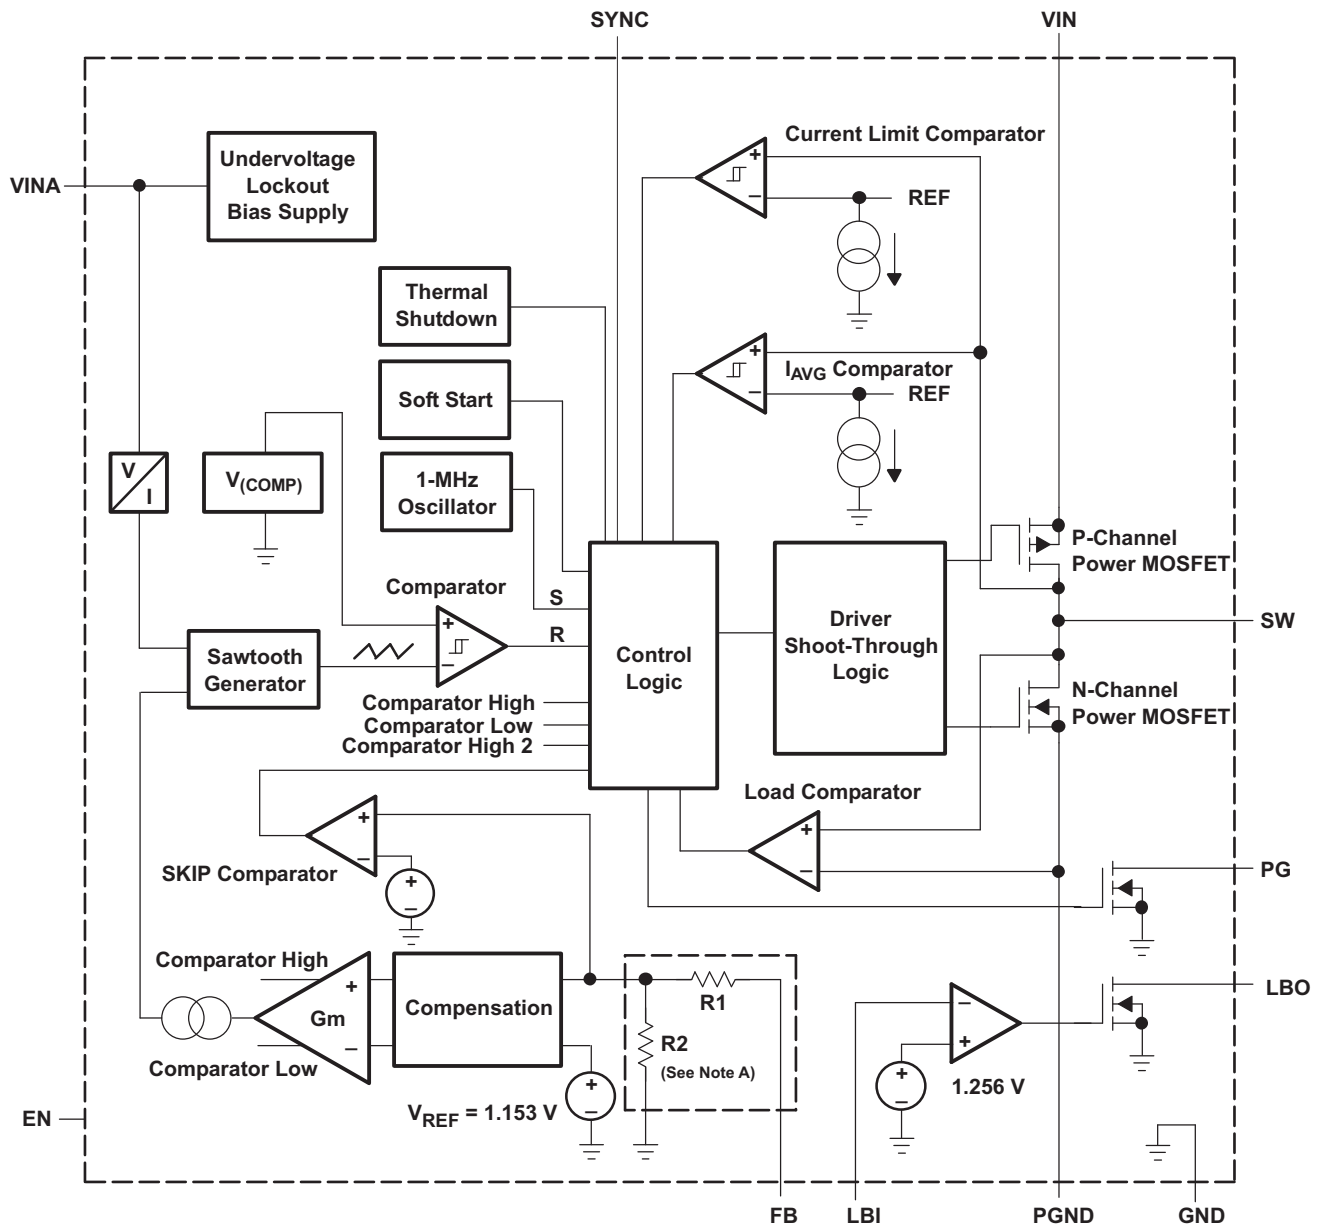 SYNC
VIN
Current Limit Comparator
+
Undervoltage
Lockout
Bias Supply
VINA
−
REF
Thermal
Shutdown
+
IAVG Comparator
−
REF
Soft Start
V
I
V(COMP)
1-MHz
Oscillator
P-Channel
Power MOSFET
Comparator
S
+
R
−
Sawtooth
Generator
Control
Logic
Driver
Shoot-Through
Logic
SW
N-Channel
Power MOSFET
Comparator High
Comparator Low
Comparator High 2
Load Comparator
+
−
+
−
SKIP Comparator
+
−
PG
Comparator High
+
Gm
−
Comparator Low
Compensation
R1
R2
(See Note A)
VREF = 1.153 V
+
−
−
+
+
−
1.256 V
LBO
EN
FB
LBI
PGND
GND